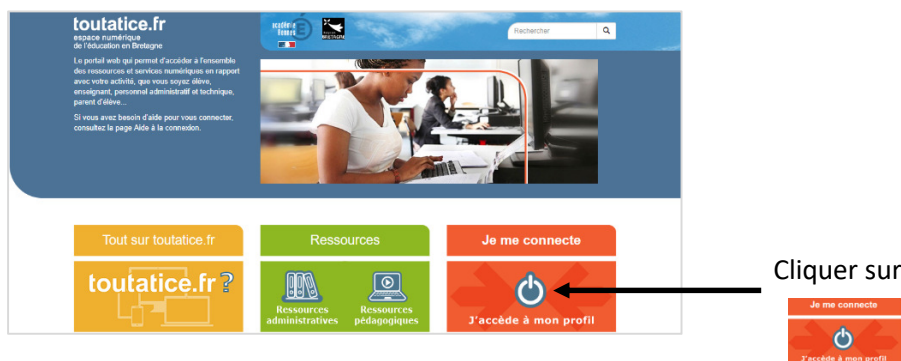 toutatice.fr
espace numérique
de l'éducation en Bretagne
académie
Rennes
BRETAGNE
Rechercher
Le portail web qui permet d'accéder à l'ensemble
des ressources et services numériques en rapport
avec votre activité, que vous soyez élève,
enseignant, personnel administratif et technique,
parent d'élève...
Si vous avez besoin d'aide pour vous connecter,
consultez la page Aide à la connexion.
Tout sur toutatice.fr
Ressources
Je me connecte
toutatice.fr ?
Ressources
administratives
Ressources
pédagogiques
J'accède à mon profil
Cliquer sur
Je me connecte
J'accède à mon profil